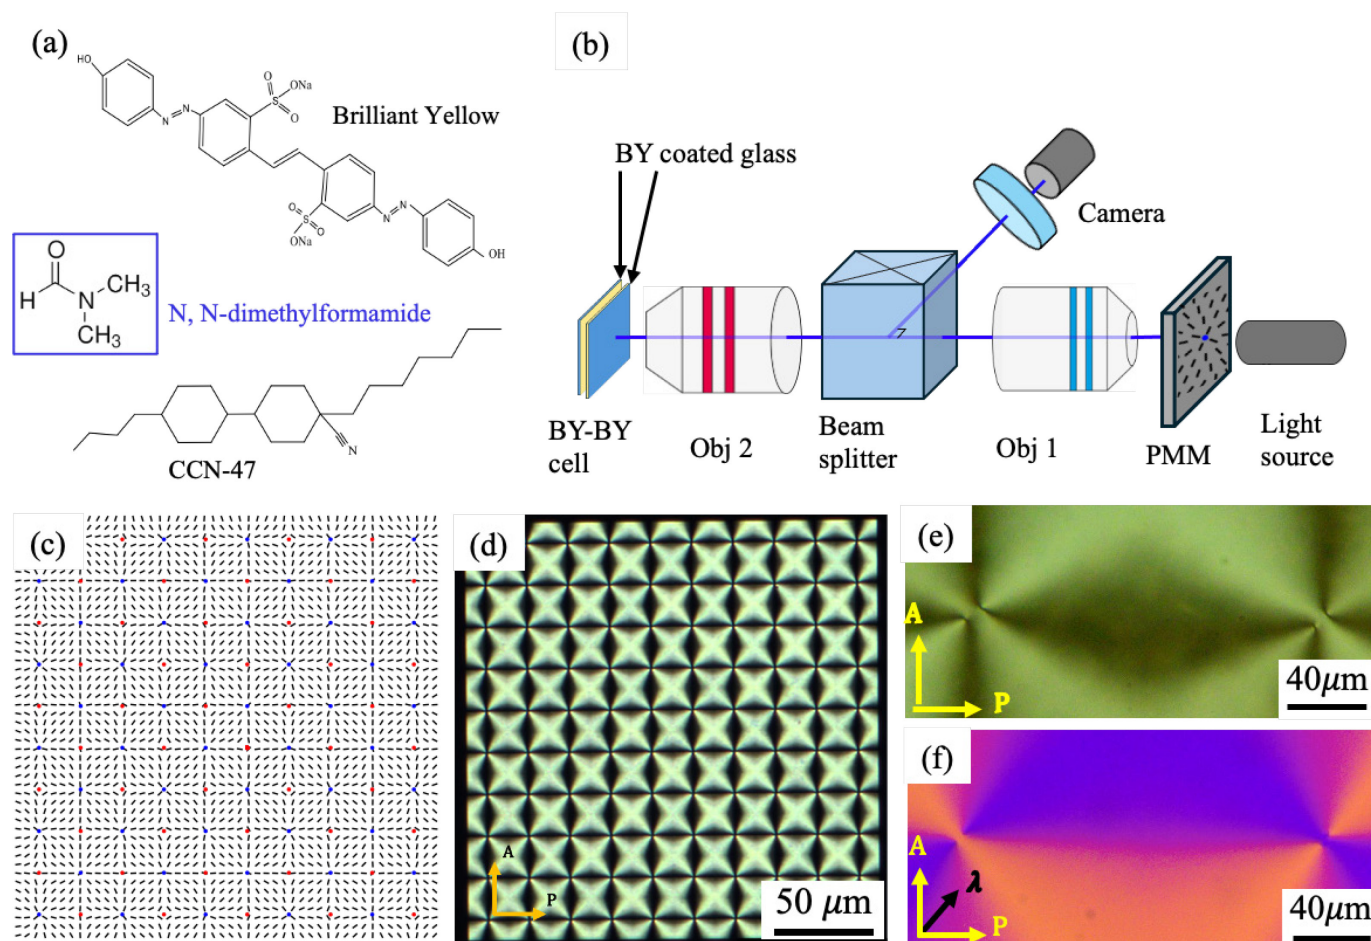 (a)
HO
N
N
O
S
ONa
O
Brilliant Yellow
O
S
O
ONa
N
N
OH
O
H
N
CH3
CH3
N, N-dimethylformamide
N
CCN-47
(b)
BY coated glass
Camera
BY-BY
cell
Obj 2
Beam
splitter
Obj 1
PMM
Light
source
(c)
(d)
A
P
50 μm
(e)
A
P
40μm
(f)
A
λ
P
40μm